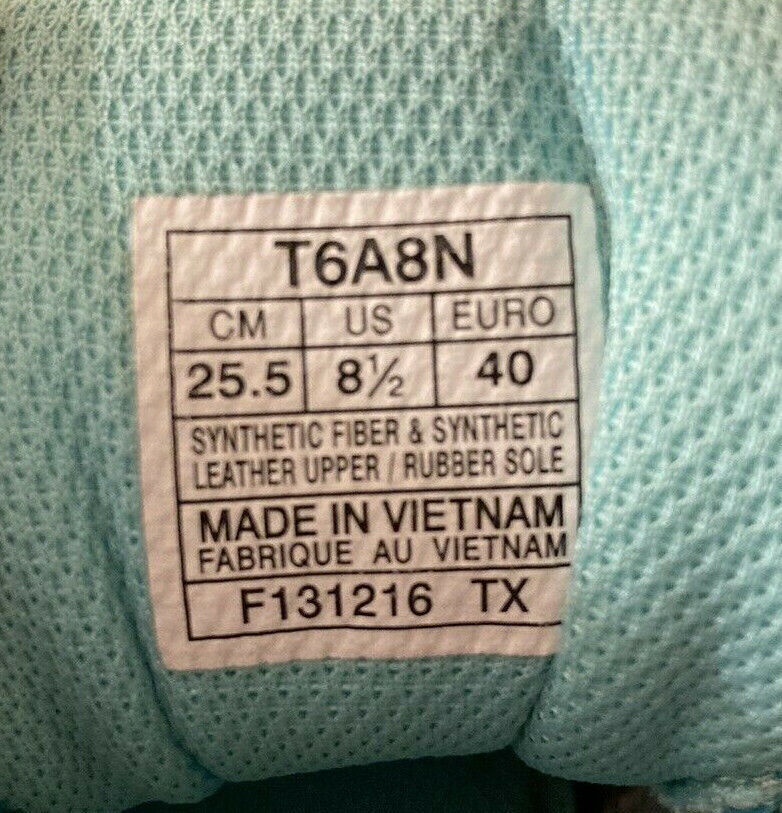 T6A8N
CM US EURO
25.5 8½ 40
SYNTHETIC FIBER & SYNTHETIC
LEATHER UPPER / RUBBER SOLE
MADE IN VIETNAM
FABRIQUE AU VIETNAM
F131216 TX